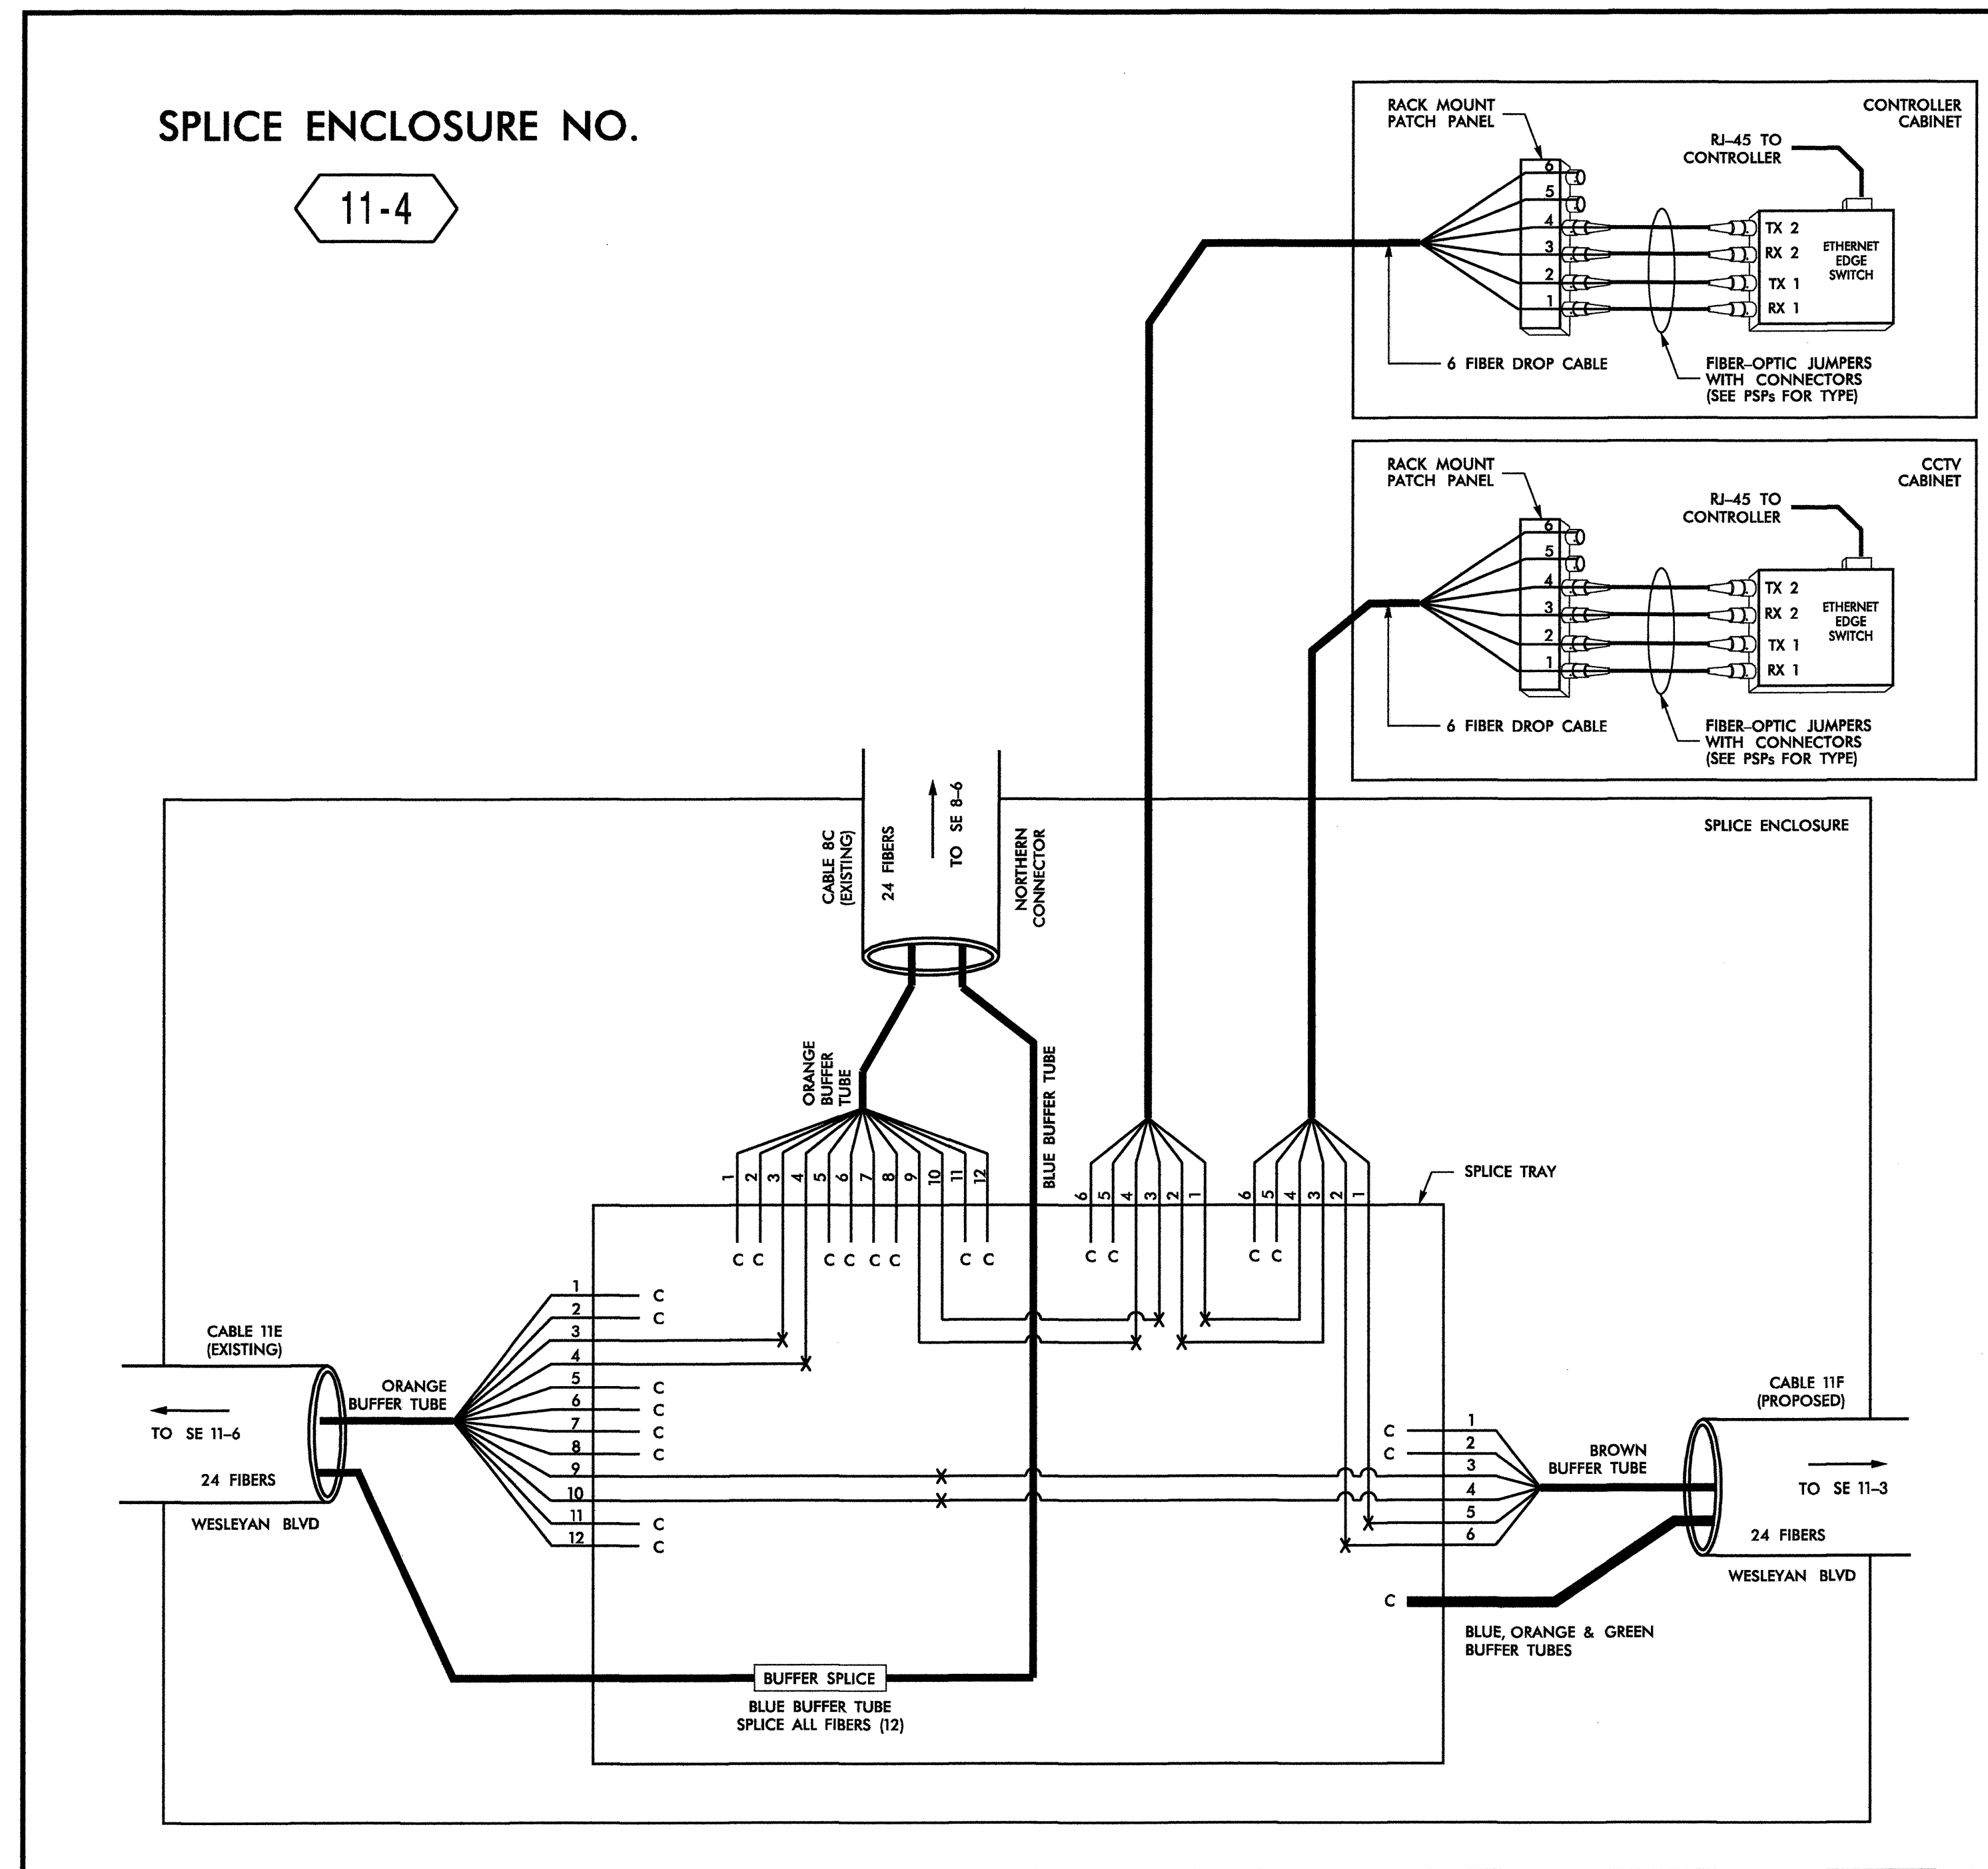 SPLICE ENCLOSURE NO.
11-4
RACK MOUNT
PATCH PANEL
CONTROLLER
CABINET
RJ-45 TO
CONTROLLER
6
5
4
3
2
1
TX 2
RX 2
TX 1
RX 1
ETHERNET
EDGE
SWITCH
6 FIBER DROP CABLE
FIBER-OPTIC JUMPERS
WITH CONNECTORS
(SEE PSPs FOR TYPE)
RACK MOUNT
PATCH PANEL
CCTV
CABINET
RJ-45 TO
CONTROLLER
6
5
4
3
2
1
TX 2
RX 2
TX 1
RX 1
ETHERNET
EDGE
SWITCH
6 FIBER DROP CABLE
FIBER-OPTIC JUMPERS
WITH CONNECTORS
(SEE PSPs FOR TYPE)
SPLICE ENCLOSURE
CABLE 8C
(EXISTING)
24 FIBERS
TO SE 8-6
NORTHERN
CONNECTOR
ORANGE
BUFFER
TUBE
BLUE BUFFER TUBE
1 2 3 4 5 6 7 8 9 10 11 12
6 5 4 3 2 1
6 5 4 3 2 1
SPLICE TRAY
C C C C C C C C
C C
C C
1 C
2 C
3
4
5 C
6 C
7 C
8 C
9
10
11 C
12 C
CABLE 11E
(EXISTING)
ORANGE
BUFFER TUBE
TO SE 11-6
24 FIBERS
WESLEYAN BLVD
CABLE 11F
(PROPOSED)
C 1
C 2
3
4
5
6
BROWN
BUFFER TUBE
TO SE 11-3
24 FIBERS
WESLEYAN BLVD
C
BLUE, ORANGE & GREEN
BUFFER TUBES
BUFFER SPLICE
BLUE BUFFER TUBE
SPLICE ALL FIBERS (12)